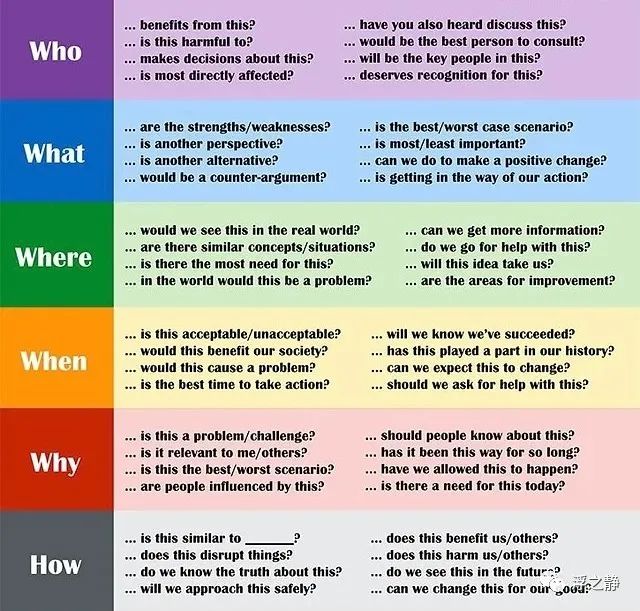 Who
... benefits from this?
... is this harmful to?
... makes decisions about this?
... is most directly affected?
... have you also heard discuss this?
... would be the best person to consult?
... will be the key people in this?
... deserves recognition for this?
What
... are the strengths/weaknesses?
... is another perspective?
... is another alternative?
... would be a counter-argument?
... is the best/worst case scenario?
... is most/least important?
... can we do to make a positive change?
... is getting in the way of our action?
Where
... would we see this in the real world?
... are there similar concepts/situations?
... is there the most need for this?
... in the world would this be a problem?
... can we get more information?
... do we go for help with this?
... will this idea take us?
... are the areas for improvement?
When
... is this acceptable/unacceptable?
... would this benefit our society?
... would this cause a problem?
... is the best time to take action?
... will we know we've succeeded?
... has this played a part in our history?
... can we expect this to change?
... should we ask for help with this?
Why
... is this a problem/challenge?
... is it relevant to me/others?
... is this the best/worst scenario?
... are people influenced by this?
... should people know about this?
... has it been this way for so long?
... have we allowed this to happen?
... is there a need for this today?
How
... is this similar to _______?
... does this disrupt things?
... do we know the truth about this?
... will we approach this safely?
... does this benefit us/others?
... does this harm us/others?
... do we see this in the future?
... can we change this for our good?
之静